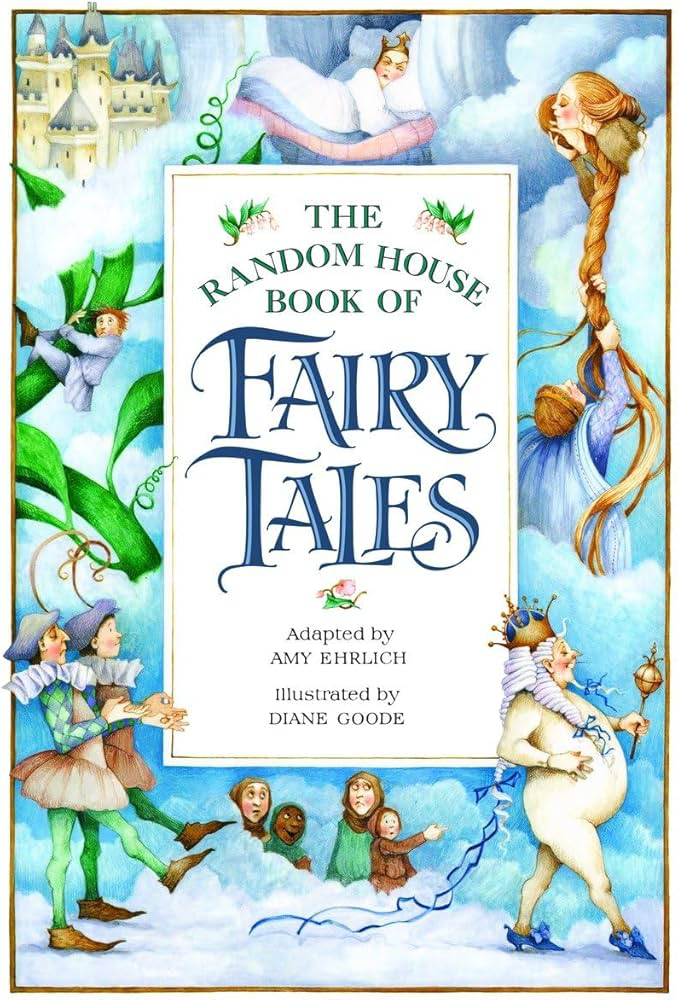 THE
RANDOM HOUSE
BOOK OF
FAIRY
TALES
Adapted by
AMY EHRLICH
Illustrated by
DIANE GOODE